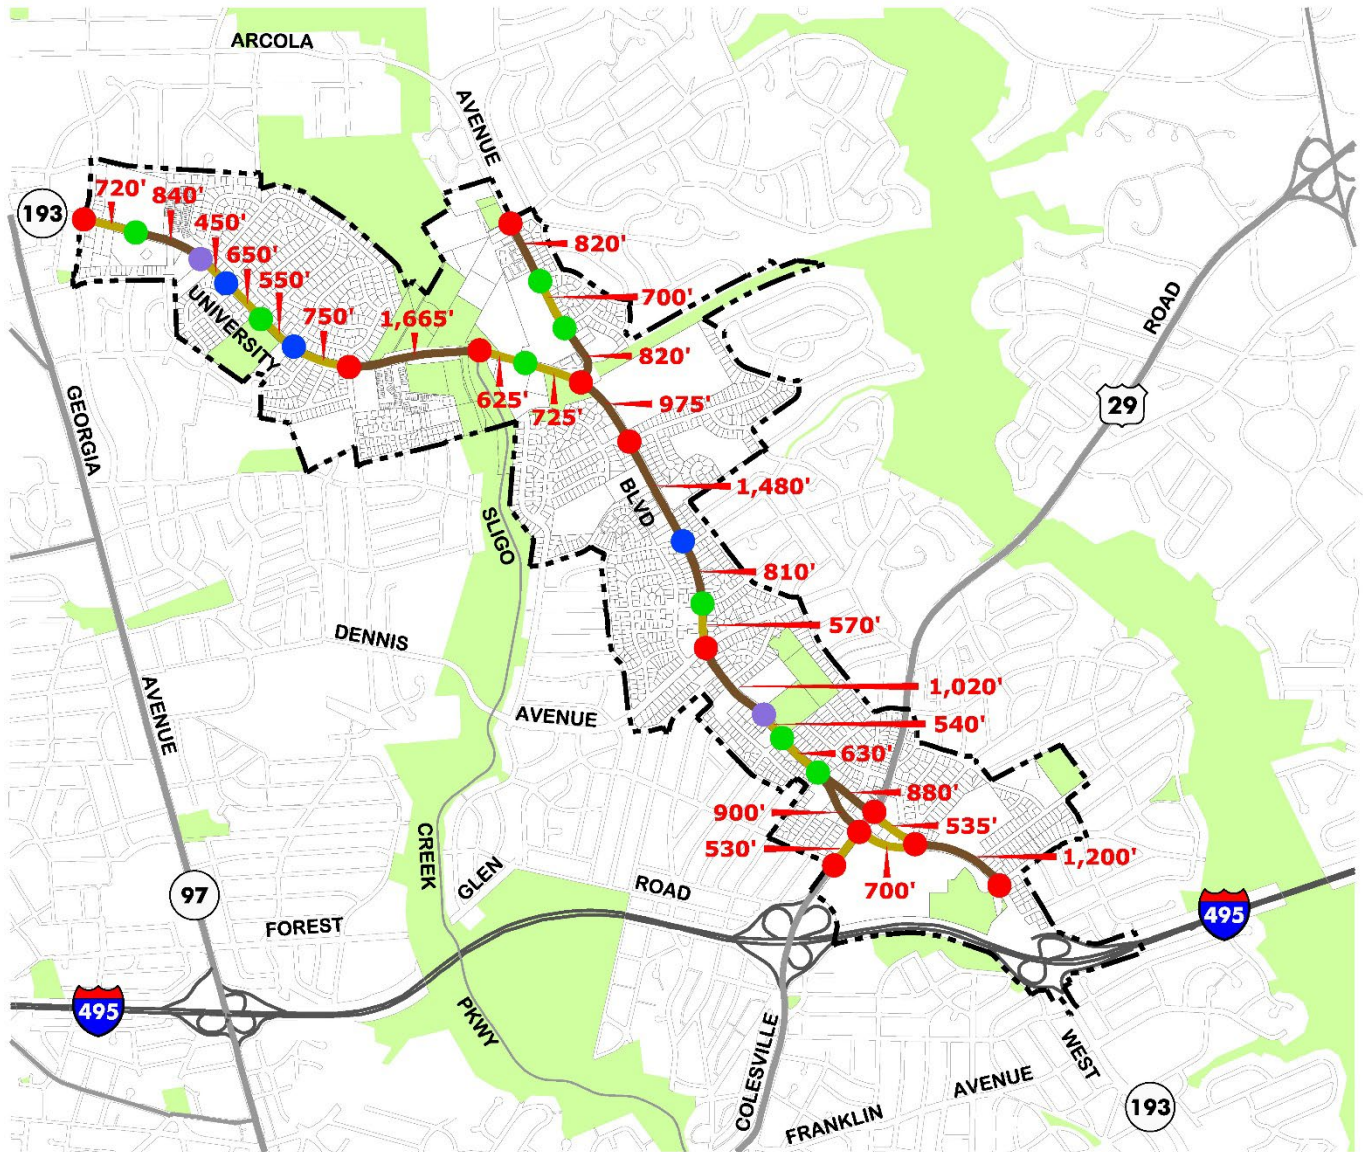 ARCOLA
AVENUE
193
720'
840'
450'
650'
550'
750'
1,665'
UNIVERSITY
820'
700'
820'
625'
725'
975'
ROAD
29
GEORGIA
1,480'
BLVD
SLIGO
810'
570'
DENNIS
AVENUE
AVENUE
1,020'
540'
630'
880'
900'
535'
530'
700'
1,200'
CREEK
GLEN
ROAD
97
FOREST
495
495
PKWY
COLESVILLE
WEST
AVENUE
FRANKLIN
193